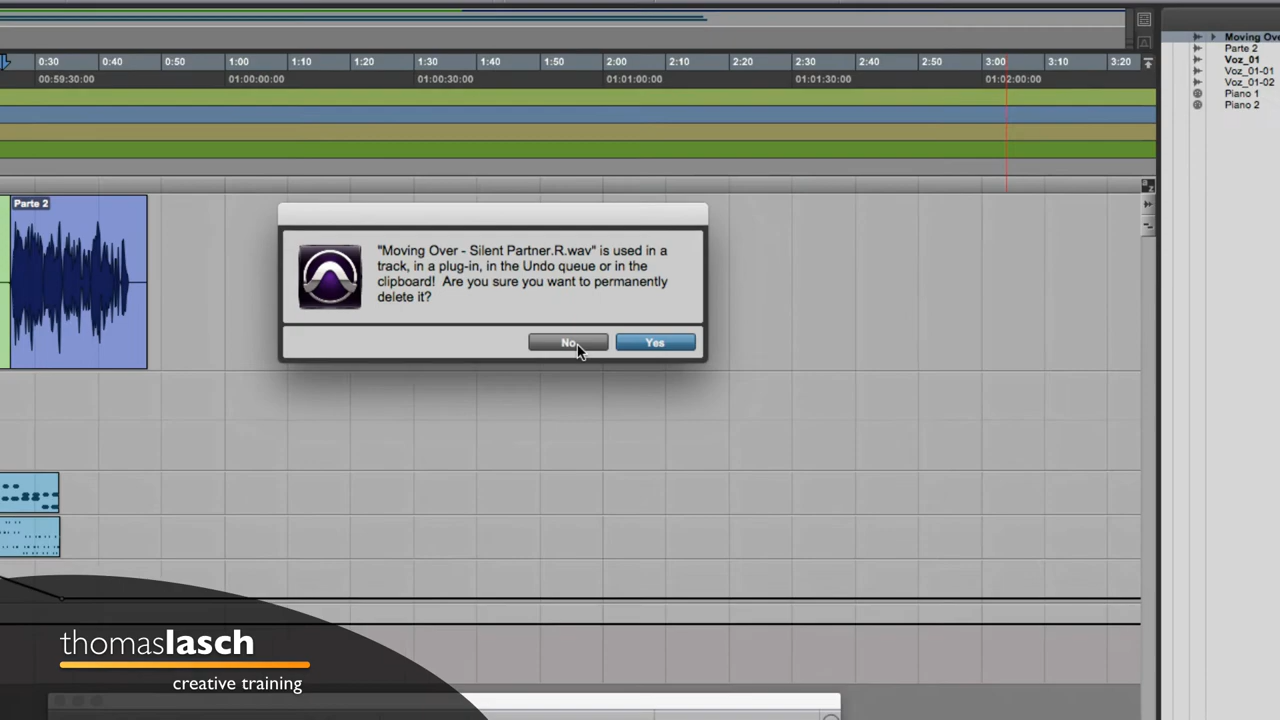 0:30 0:40 0:50 1:00 1:10 1:20 1:30 1:40 1:50 2:00 2:10 2:20 2:30 2:40 2:50 3:00 3:10 3:20
00:59:30:00 01:00:00:00 01:00:30:00 01:01:00:00 01:01:30:00 01:02:00:00
Moving Ove
Parte 2
Voz_01
Voz_01-01
Voz_01-02
Piano 1
Piano 2
Parte 2
"Moving Over - Silent Partner.R.wav" is used in a
track, in a plug-in, in the Undo queue or in the
clipboard! Are you sure you want to permanently
delete it?
No
Yes
thomaslasch
creative training